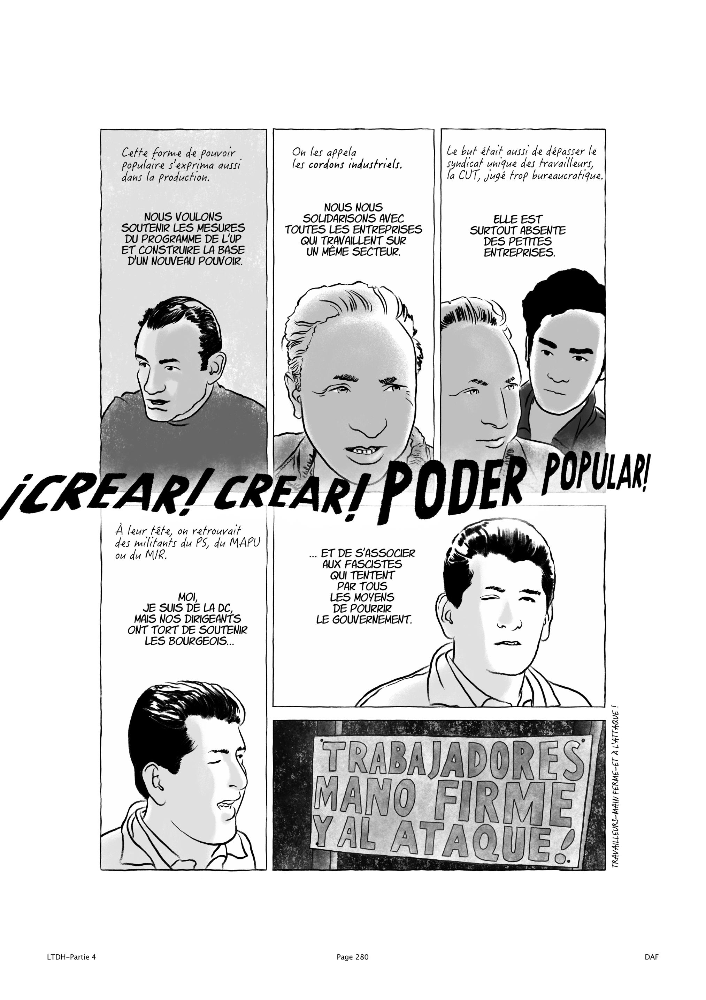 Cette forme de pouvoir
populaire s'exprima aussi
dans la production.
NOUS VOULONS
SOUTENIR LES MESURES
DU PROGRAMME DE L'UP
ET CONSTRUIRE LA BASE
D'UN NOUVEAU POUVOIR.
On les appela
les cordons industriels.
NOUS NOUS
SOLIDARISONS AVEC
TOUTES LES ENTREPRISES
QUI TRAVAILLENT SUR
UN MÊME SECTEUR.
Le but était aussi de dépasser le
syndicat unique des travailleurs,
la CUT, jugé trop bureaucratique.
ELLE EST
SURTOUT ABSENTE
DES PETITES
ENTREPRISES.
¡CREAR! CREAR! PODER POPULAR!
À leur tête, on retrouvait
des militants du PS, du MAPU
ou du MIR.
MOI,
JE SUIS DE LA DC,
MAIS NOS DIRIGEANTS
ONT TORT DE SOUTENIR
LES BOURGEOIS...
... ET DE S'ASSOCIER
AUX FASCISTES
QUI TENTENT
PAR TOUS
LES MOYENS
DE POURRIR
LE GOUVERNEMENT.
TRABAJADORES
MANO FIRME
Y AL ATAQUE!
TRAVAILLEURS-MAIN FERME-ET À L'ATTAQUE !
LTDH-Partie 4
Page 280
DAF